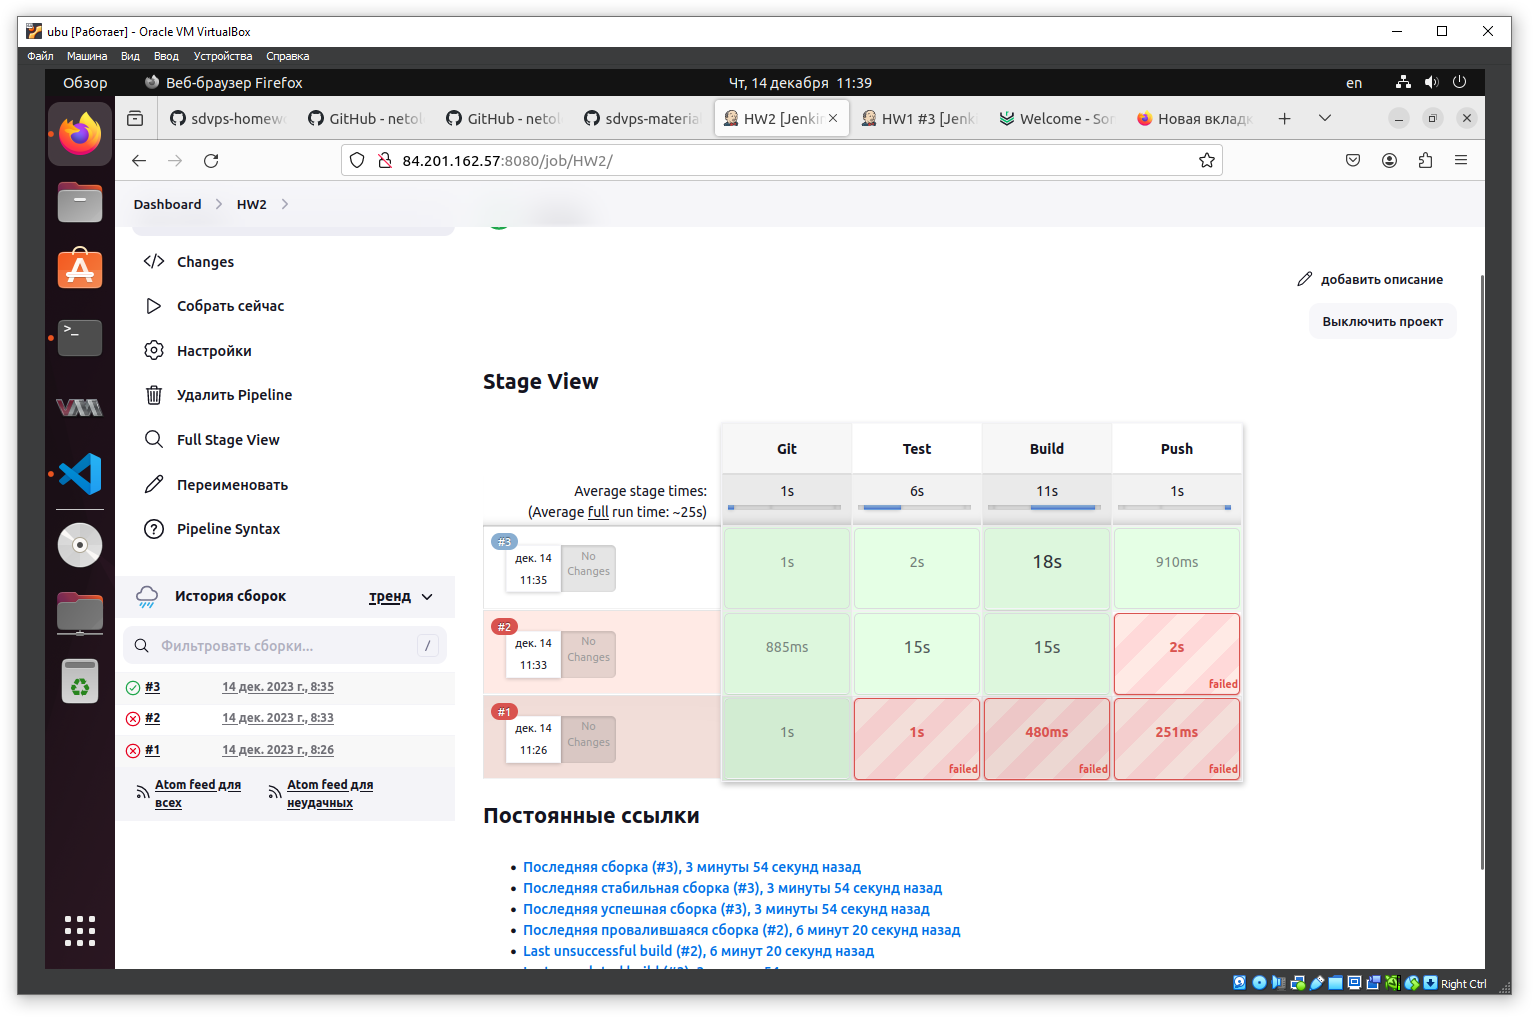 ubu [Работает] - Oracle VM VirtualBox
Файл Машина Вид Ввод Устройства Справка
Обзор Веб-браузер Firefox Чт, 14 декабря 11:39 en
sdvps-homewo GitHub - netolo GitHub - netolo sdvps-material HW2 [Jenkin HW1 #3 [Jenk Welcome - Son Новая вкладк
84.201.162.57:8080/job/HW2/
Dashboard HW2
Changes
Собрать сейчас
Настройки
Удалить Pipeline
Full Stage View
Переименовать
Pipeline Syntax
История сборок тренд
Фильтровать сборки... /
#3 14 дек. 2023 г., 8:35
#2 14 дек. 2023 г., 8:33
#1 14 дек. 2023 г., 8:26
Atom feed для всех
Atom feed для неудачных
добавить описание
Выключить проект
Stage View
Git Test Build Push
Average stage times: 1s 6s 11s 1s
(Average full run time: ~25s)
#3
дек. 14 11:35 No Changes 1s 2s 18s 910ms
#2
дек. 14 11:33 No Changes 885ms 15s 15s 2s failed
#1
дек. 14 11:26 No Changes 1s 1s failed 480ms failed 251ms failed
Постоянные ссылки
Последняя сборка (#3), 3 минуты 54 секунд назад
Последняя стабильная сборка (#3), 3 минуты 54 секунд назад
Последняя успешная сборка (#3), 3 минуты 54 секунд назад
Последняя провалившаяся сборка (#2), 6 минут 20 секунд назад
Last unsuccessful build (#2), 6 минут 20 секунд назад
Right Ctrl